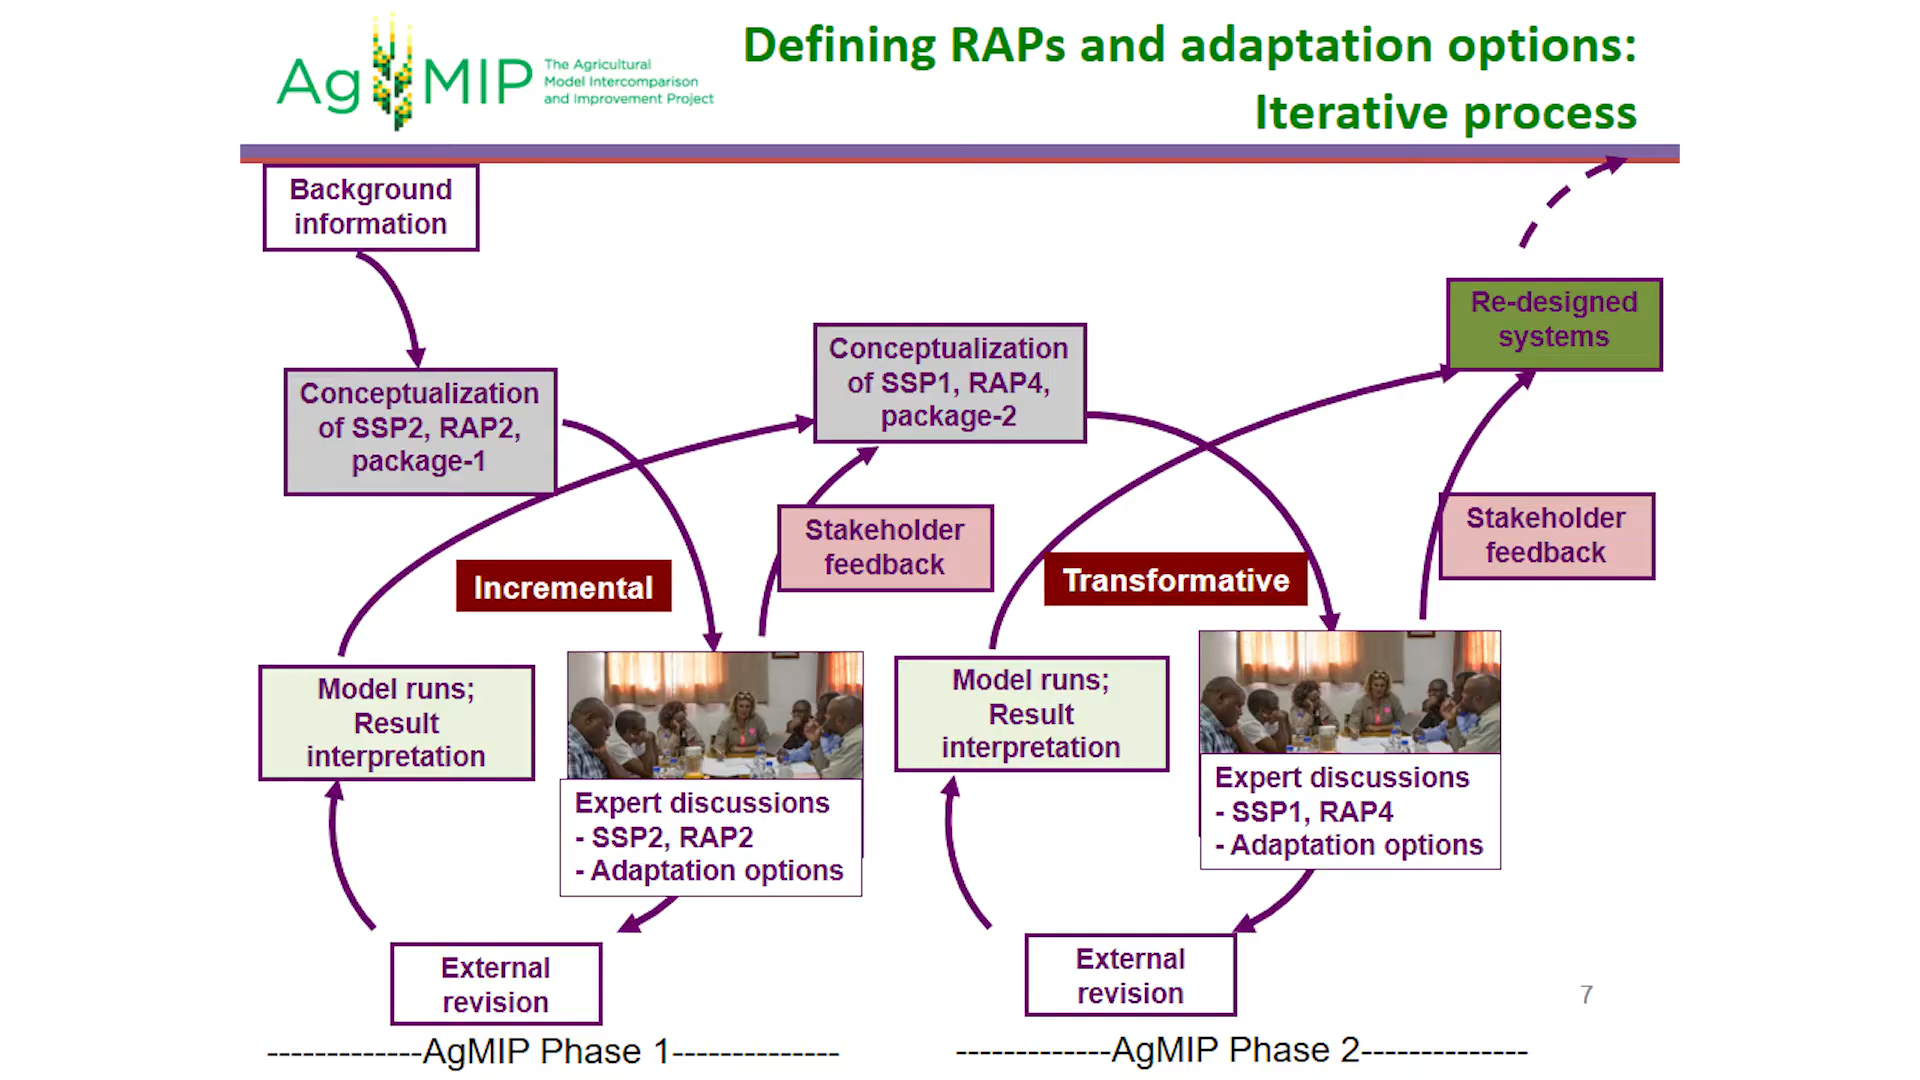 AgMIP
The Agricultural
Model Intercomparison
and Improvement Project
Defining RAPs and adaptation options:
Iterative process
Background
information
Conceptualization
of SSP2, RAP2,
package-1
Conceptualization
of SSP1, RAP4,
package-2
Re-designed
systems
Stakeholder
feedback
Stakeholder
feedback
Incremental
Transformative
Model runs;
Result
interpretation
Expert discussions
- SSP2, RAP2
- Adaptation options
Model runs;
Result
interpretation
Expert discussions
- SSP1, RAP4
- Adaptation options
External
revision
External
revision
7
-------------AgMIP Phase 1--------------
-------------AgMIP Phase 2--------------